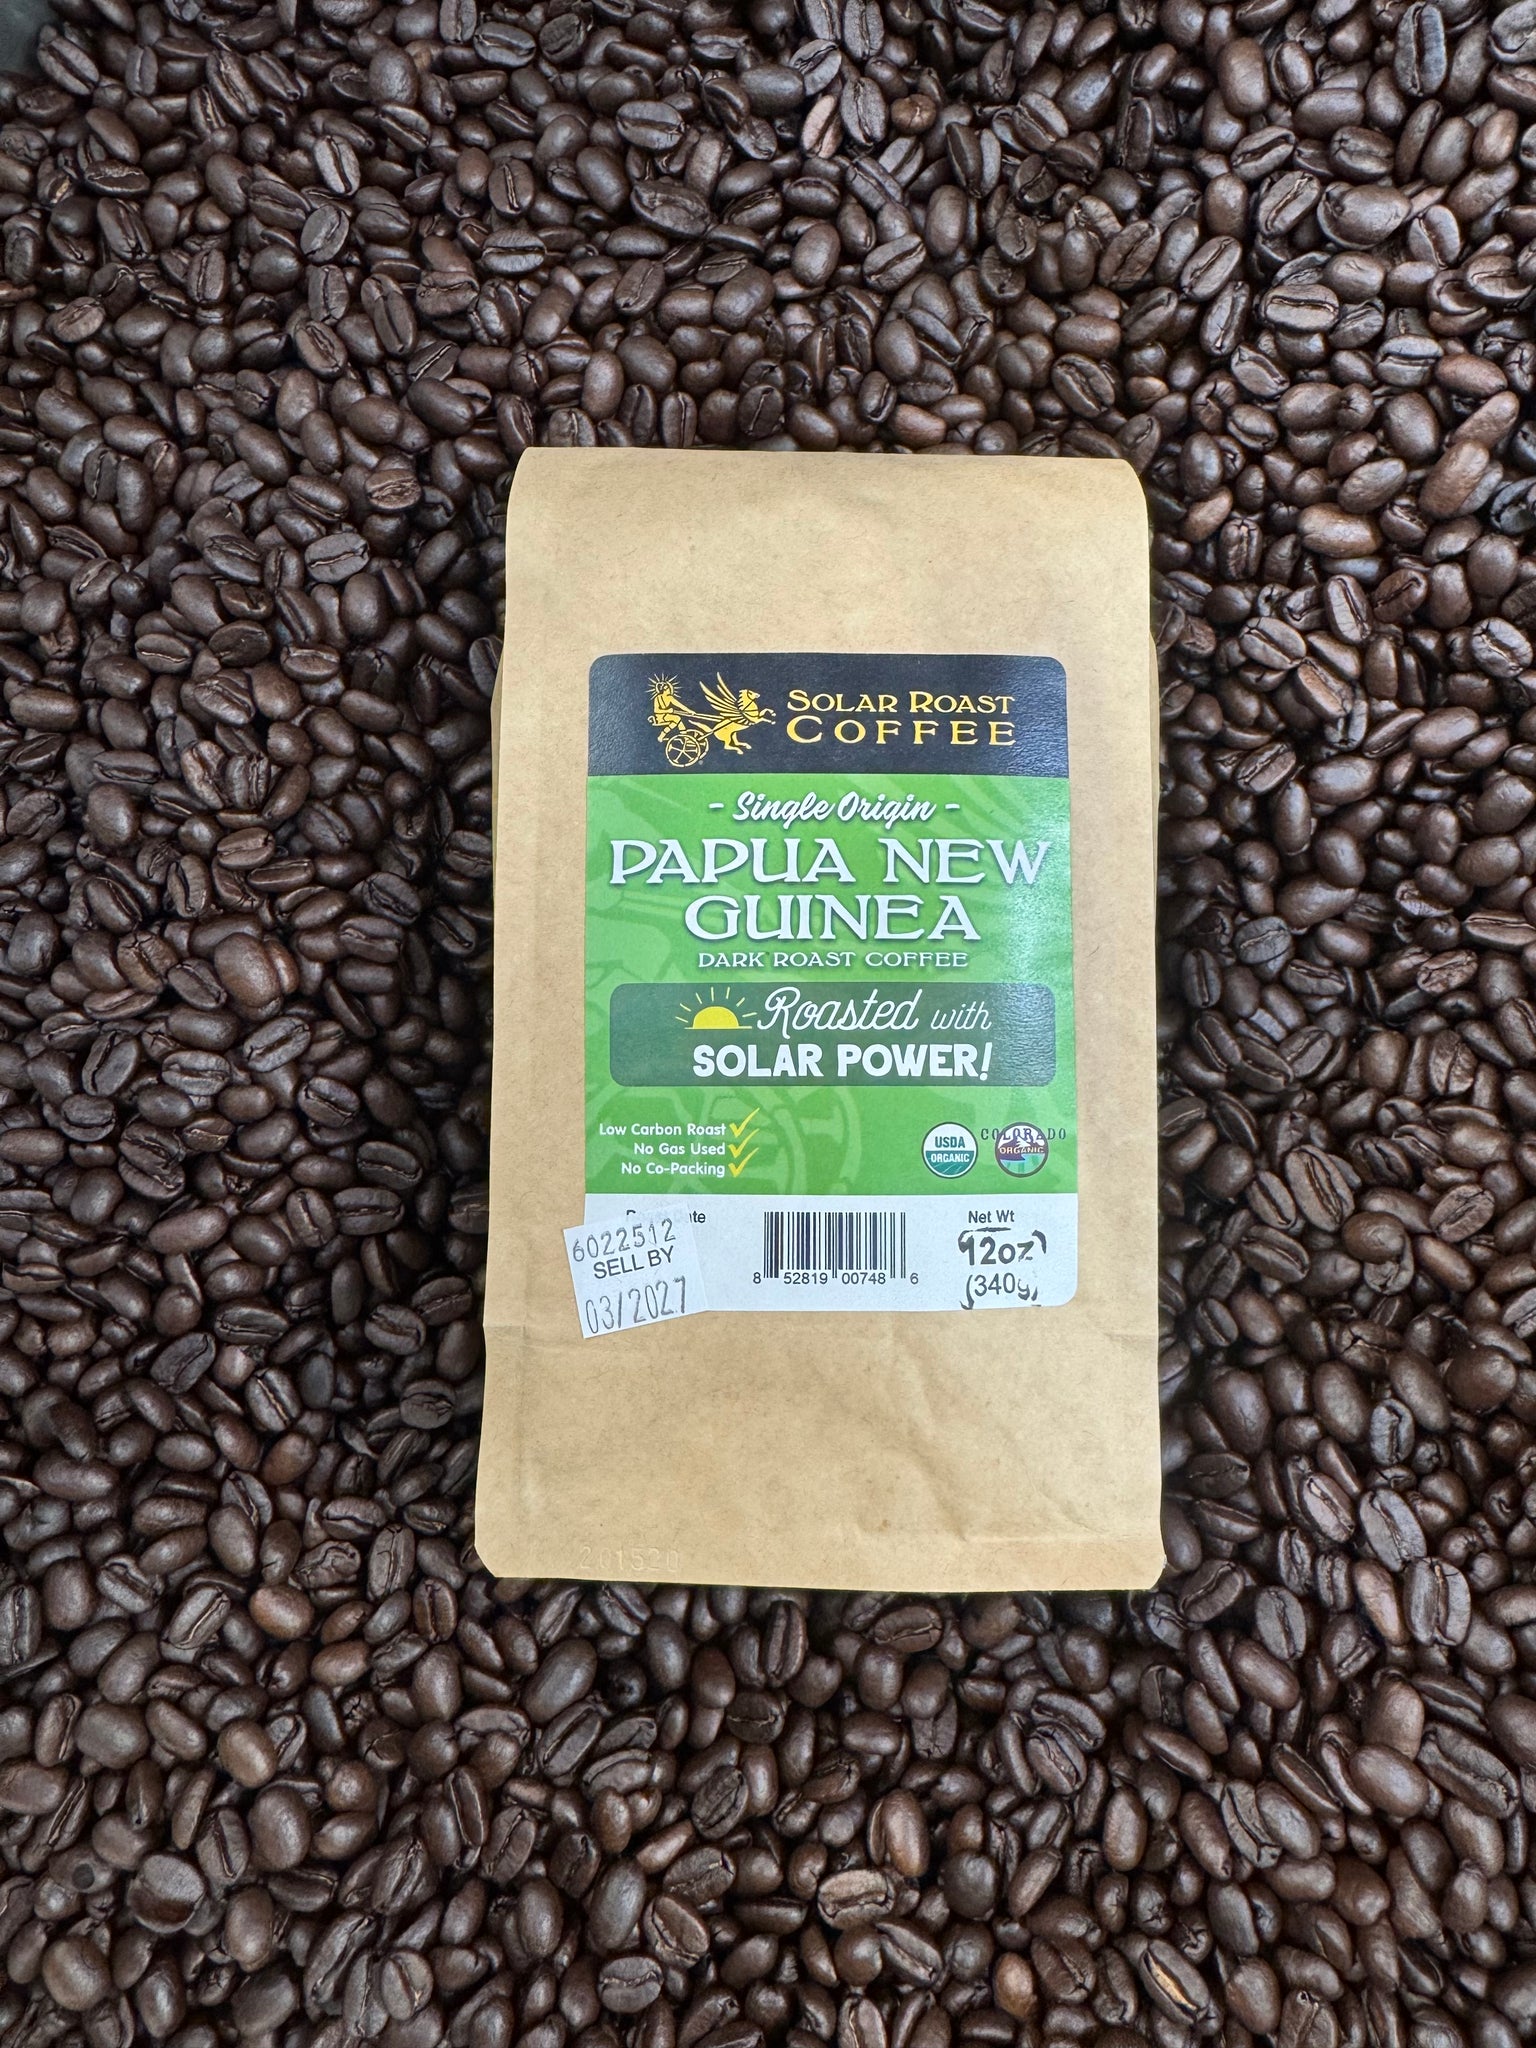 SOLAR ROAST
COFFEE
- Single Origin -
PAPUA NEW
GUINEA
DARK ROAST COFFEE
Roasted with
SOLAR POWER!
Low Carbon Roast
No Gas Used
No Co-Packing
USDA
ORGANIC
COLORADO
ORGANIC
6022512
SELL BY
03/2027
8 52819 00748 6
Net Wt
12oz
(340g)
201520